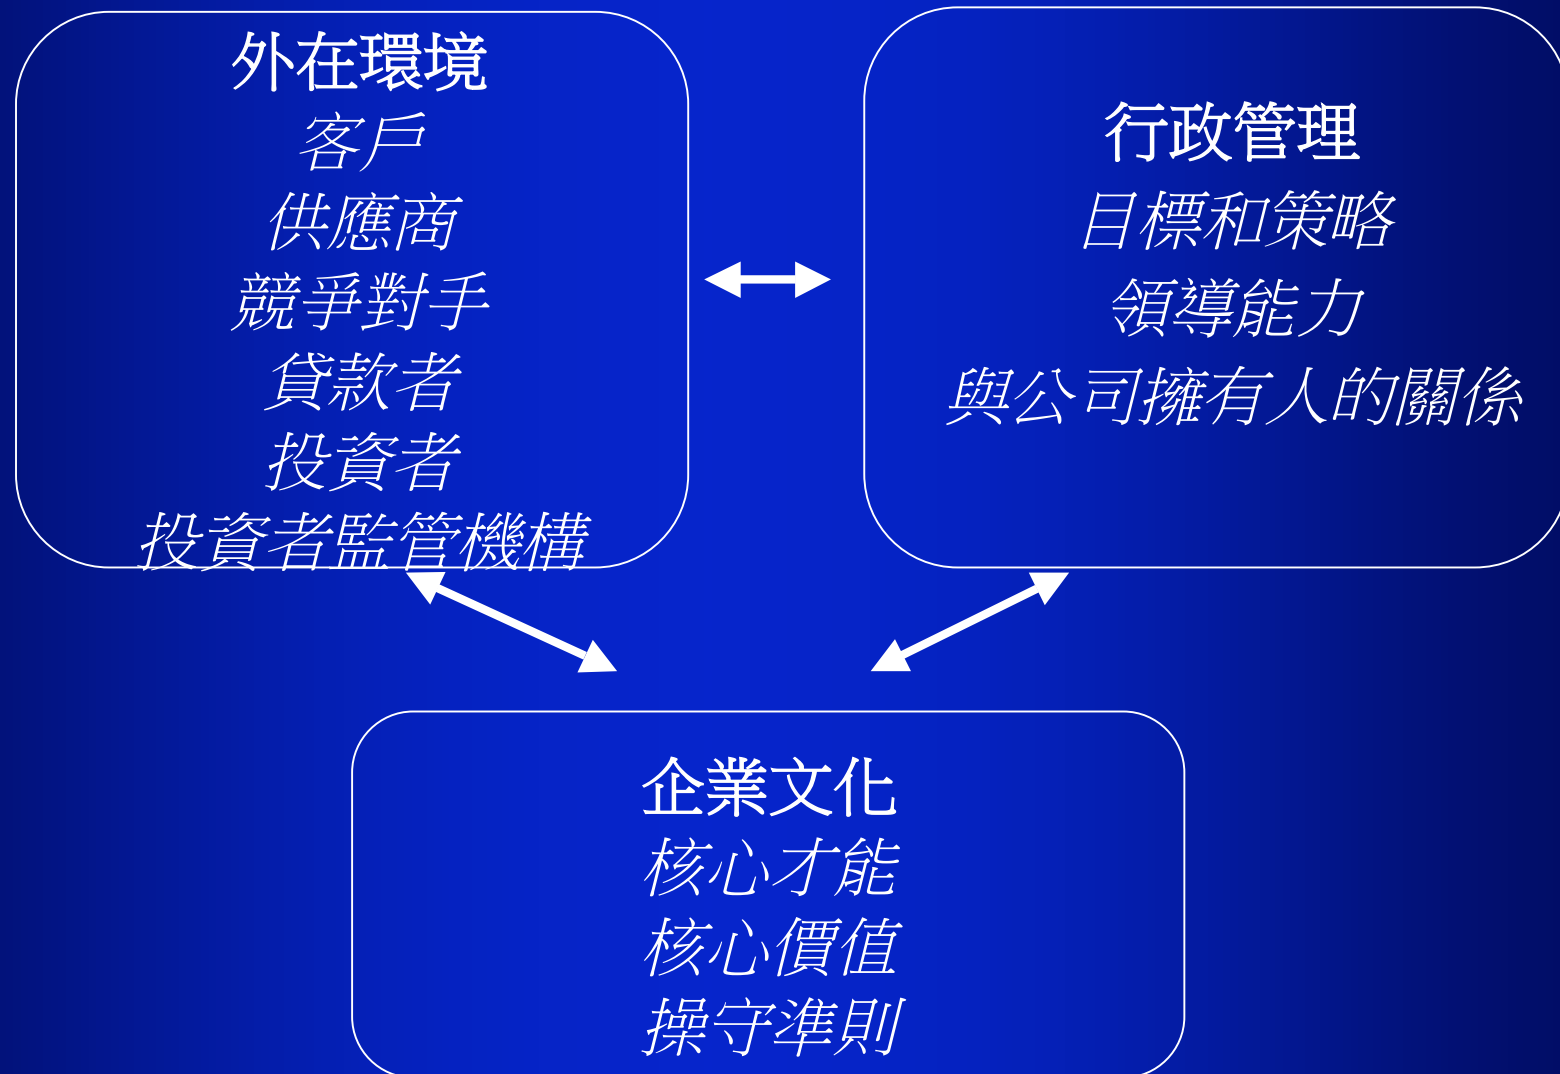 外在環境
客戶
供應商
競爭對手
貸款者
投資者
投資者監管機構
行政管理
目標和策略
領導能力
與公司擁有人的關係
企業文化
核心才能
核心價值
操守準則